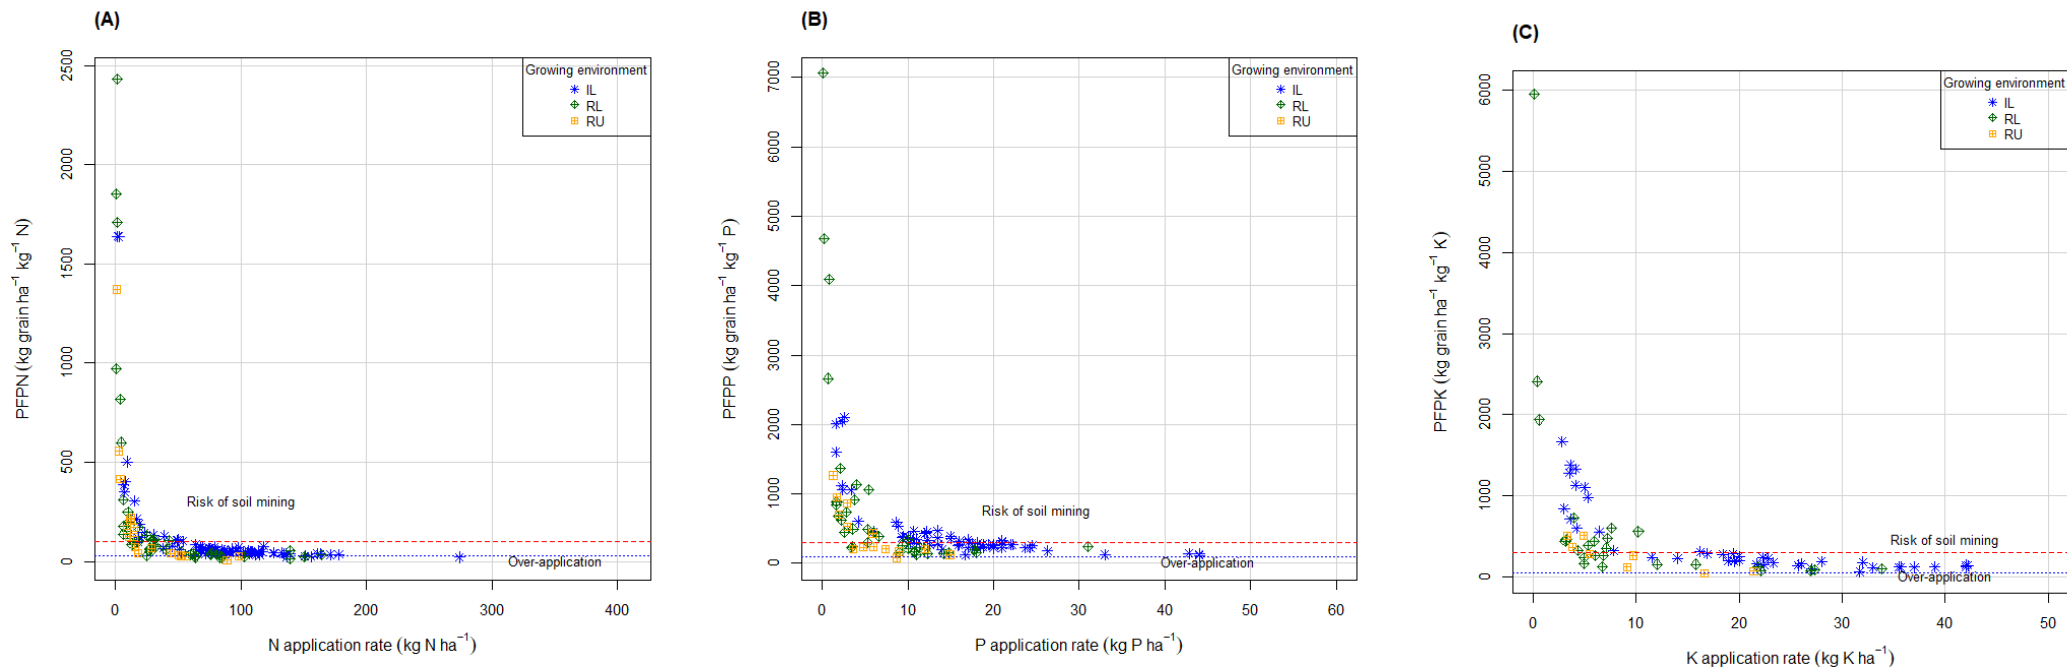 (A)
2500
2000
1500
1000
500
0
PFPN (kg grain ha⁻¹ kg⁻¹ N)
Growing environment
IL
RL
RU
Risk of soil mining
Over-application
0
100
200
300
400
N application rate (kg N ha⁻¹)
(B)
7000
6000
5000
4000
3000
2000
1000
0
PFPP (kg grain ha⁻¹ kg⁻¹ P)
Growing environment
IL
RL
RU
Risk of soil mining
Over-application
0
10
20
30
40
50
60
P application rate (kg P ha⁻¹)
(C)
6000
5000
4000
3000
2000
1000
0
PFPK (kg grain ha⁻¹ kg⁻¹ K)
Growing environment
IL
RL
RU
Risk of soil mining
Over-application
0
10
20
30
40
50
K application rate (kg K ha⁻¹)